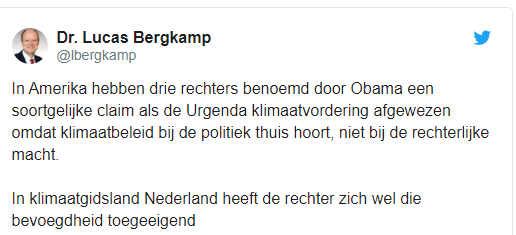 Dr. Lucas Bergkamp
@lbergkamp
In Amerika hebben drie rechters benoemd door Obama een
soortgelijke claim als de Urgenda klimaatvordering afgewezen
omdat klimaatbeleid bij de politiek thuis hoort, niet bij de rechterlijke
macht.
In klimaatgidsland Nederland heeft de rechter zich wel die
bevoegdheid toegeeigend